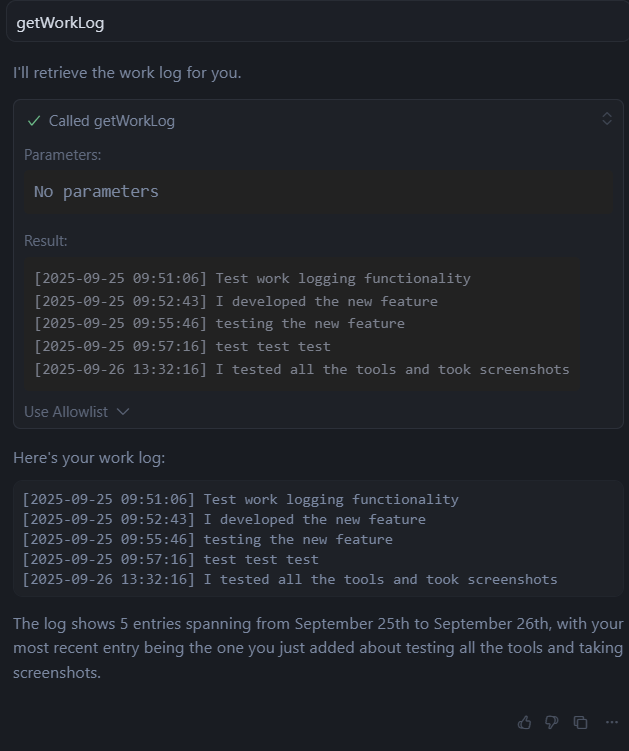 getWorkLog
I'll retrieve the work log for you.
Called getWorkLog
Parameters:
No parameters
Result:
[2025-09-25 09:51:06] Test work logging functionality
[2025-09-25 09:52:43] I developed the new feature
[2025-09-25 09:55:46] testing the new feature
[2025-09-25 09:57:16] test test test
[2025-09-26 13:32:16] I tested all the tools and took screenshots
Use Allowlist
Here's your work log:
[2025-09-25 09:51:06] Test work logging functionality
[2025-09-25 09:52:43] I developed the new feature
[2025-09-25 09:55:46] testing the new feature
[2025-09-25 09:57:16] test test test
[2025-09-26 13:32:16] I tested all the tools and took screenshots
The log shows 5 entries spanning from September 25th to September 26th, with your
most recent entry being the one you just added about testing all the tools and taking
screenshots.